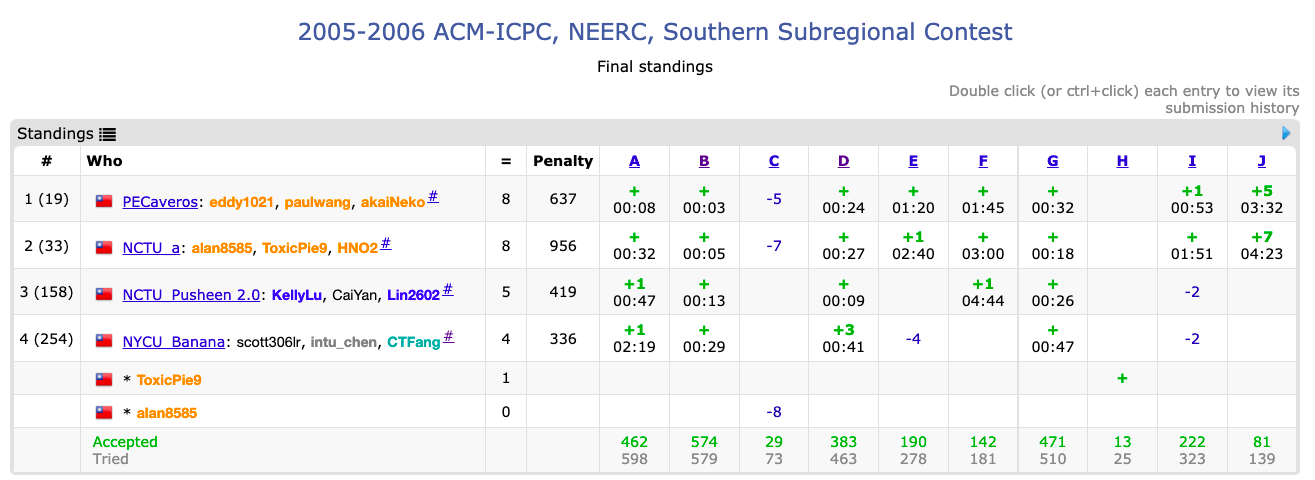 2005-2006 ACM-ICPC, NEERC, Southern Subregional Contest
Final standings
Double click (or ctrl+click) each entry to view its
submission history
Standings
# Who = Penalty A B C D E F G H I J
1 (19) PECaveros: eddy1021, paulwang, akaiNeko # 8 637 + + -5 + + + + +1 +5
00:08 00:03 00:24 01:20 01:45 00:32 00:53 03:32
2 (33) NCTU_a: alan8585, ToxicPie9, HNO2 # 8 956 + + -7 + +1 + + + +7
00:32 00:05 00:27 02:40 03:00 00:18 01:51 04:23
3 (158) NCTU_Pusheen 2.0: KellyLu, CaiYan, Lin2602 # 5 419 +1 + + +1 + -2
00:47 00:13 00:09 04:44 00:26
4 (254) NYCU_Banana: scott306lr, intu_chen, CTFang # 4 336 +1 + +3 -4 + -2
02:19 00:29 00:41 00:47
* ToxicPie9 1 +
* alan8585 0 -8
Accepted 462 574 29 383 190 142 471 13 222 81
Tried 598 579 73 463 278 181 510 25 323 139